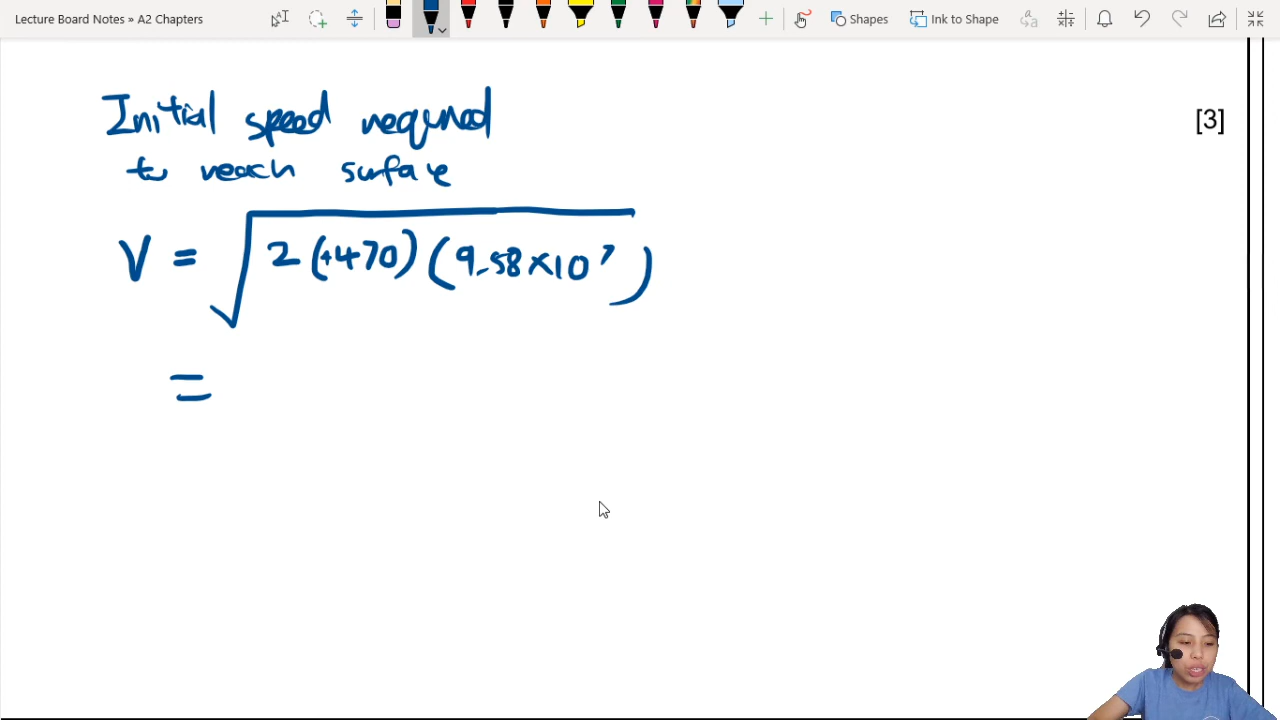 Lecture Board Notes » A2 Chapters
Shapes
Ink to Shape
Initial speed required
[3]
to reach surface
V = √2(+470)(9.58×10⁷)
=